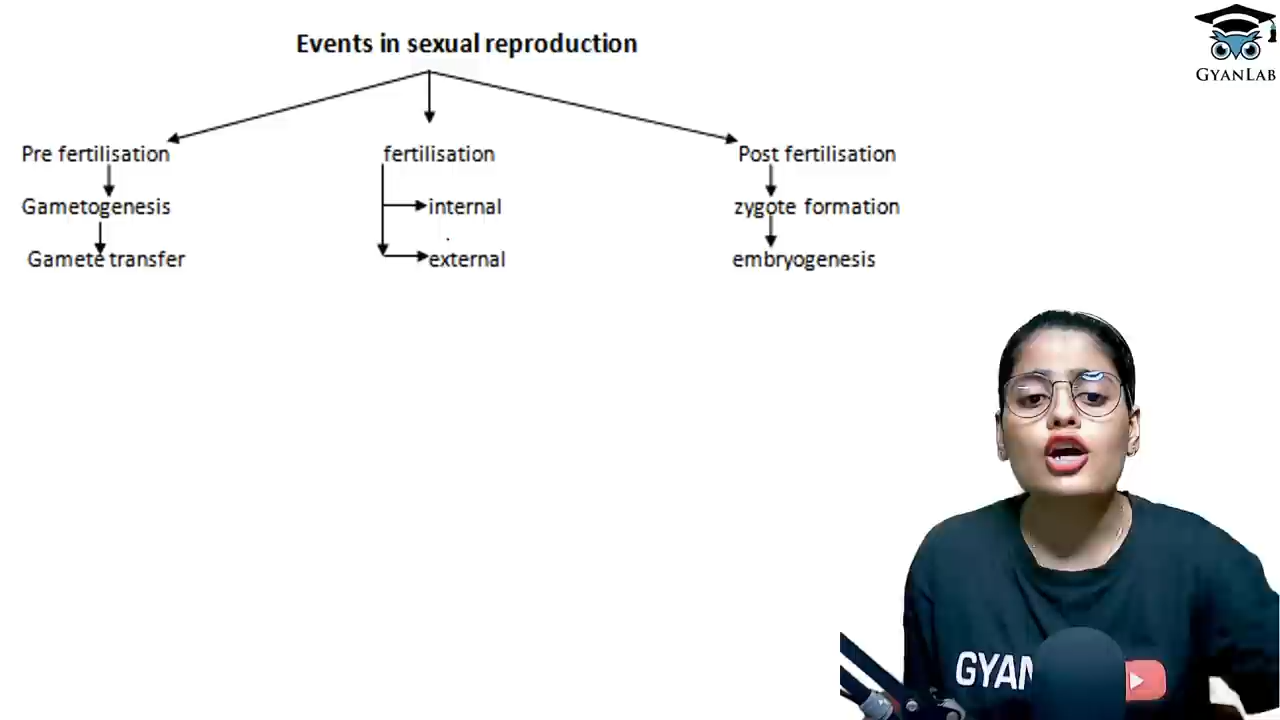 Events in sexual reproduction
GYANLAB
Pre fertilisation
Gametogenesis
Gamete transfer
fertilisation
internal
external
Post fertilisation
zygote formation
embryogenesis
GYAN